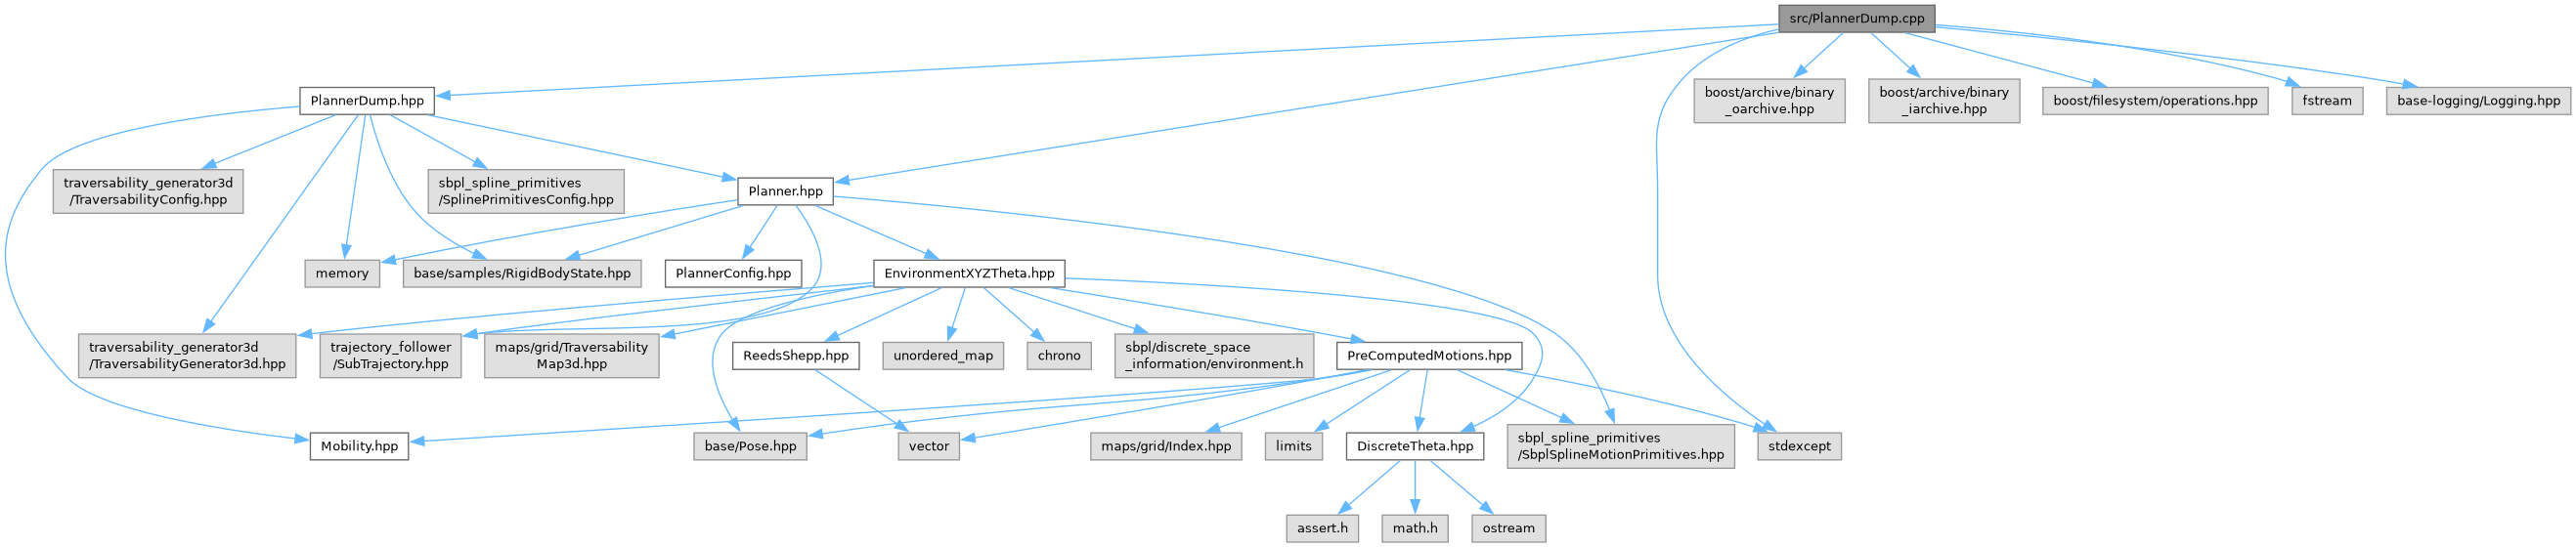 src/PlannerDump.cpp
PlannerDump.hpp
boost/archive/binary
_oarchive.hpp
boost/archive/binary
_iarchive.hpp
boost/filesystem/operations.hpp
fstream
base-logging/Logging.hpp
traversability_generator3d
/TraversabilityConfig.hpp
sbpl_spline_primitives
/SplinePrimitivesConfig.hpp
Planner.hpp
memory
base/samples/RigidBodyState.hpp
PlannerConfig.hpp
EnvironmentXYZTheta.hpp
traversability_generator3d
/TraversabilityGenerator3d.hpp
trajectory_follower
/SubTrajectory.hpp
maps/grid/Traversability
Map3d.hpp
ReedsShepp.hpp
unordered_map
chrono
sbpl/discrete_space
_information/environment.h
PreComputedMotions.hpp
Mobility.hpp
base/Pose.hpp
vector
maps/grid/Index.hpp
limits
DiscreteTheta.hpp
sbpl_spline_primitives
/SbplSplineMotionPrimitives.hpp
stdexcept
assert.h
math.h
ostream